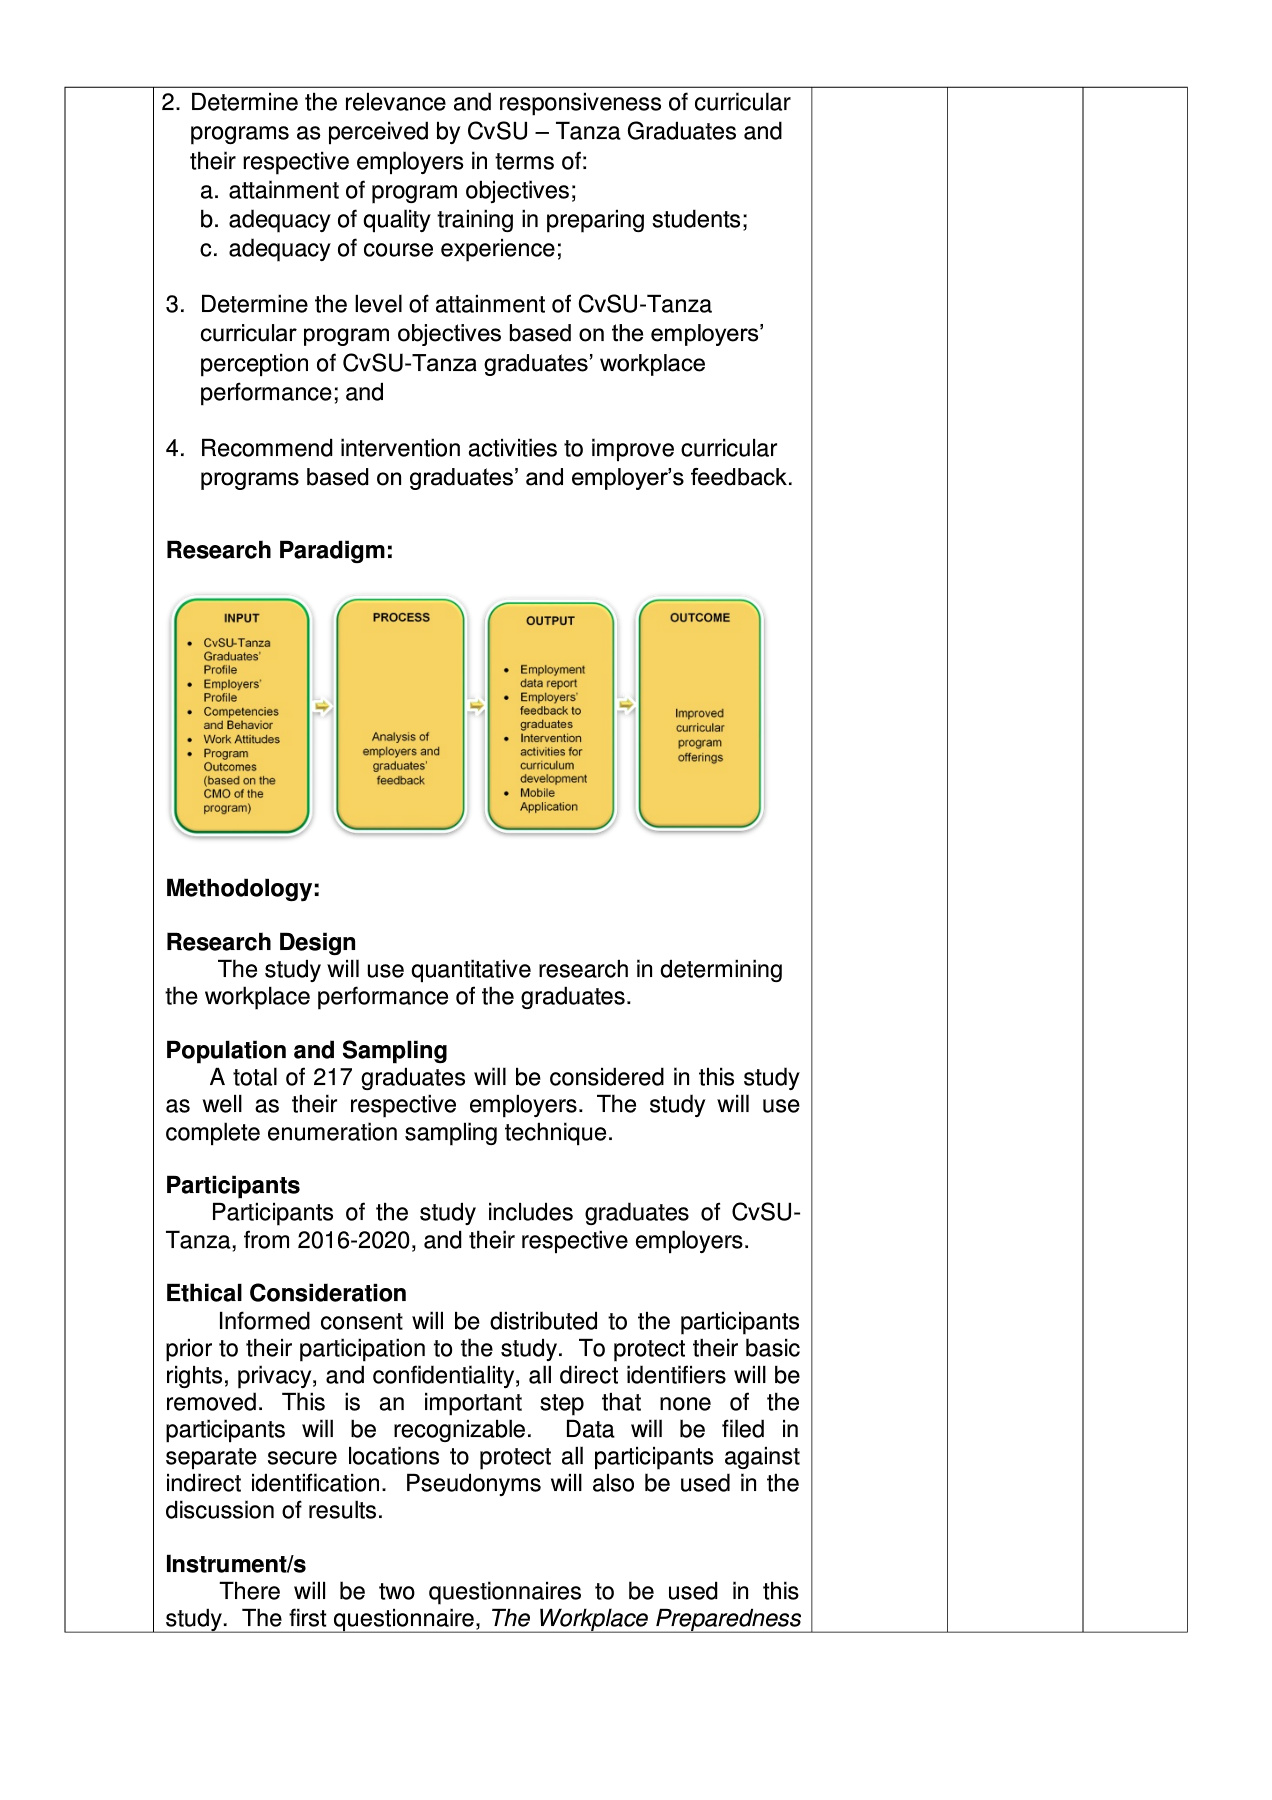 2. Determine the relevance and responsiveness of curricular
programs as perceived by CvSU – Tanza Graduates and
their respective employers in terms of:
a. attainment of program objectives;
b. adequacy of quality training in preparing students;
c. adequacy of course experience;
3. Determine the level of attainment of CvSU-Tanza
curricular program objectives based on the employers’
perception of CvSU-Tanza graduates’ workplace
performance; and
4. Recommend intervention activities to improve curricular
programs based on graduates’ and employer’s feedback.
Research Paradigm:
INPUT
• CvSU-Tanza
Graduates’
Profile
• Employers’
Profile
• Competencies
and Behavior
• Work Attitudes
• Program
Outcomes
(based on the
CMO of the
program)
PROCESS
Analysis of
employers and
graduates’
feedback
OUTPUT
• Employment
data report
• Employers’
feedback to
graduates
• Intervention
activities for
curriculum
development
• Mobile
Application
OUTCOME
Improved
curricular
program
offerings
Methodology:
Research Design
The study will use quantitative research in determining
the workplace performance of the graduates.
Population and Sampling
A total of 217 graduates will be considered in this study
as well as their respective employers. The study will use
complete enumeration sampling technique.
Participants
Participants of the study includes graduates of CvSU-
Tanza, from 2016-2020, and their respective employers.
Ethical Consideration
Informed consent will be distributed to the participants
prior to their participation to the study. To protect their basic
rights, privacy, and confidentiality, all direct identifiers will be
removed. This is an important step that none of the
participants will be recognizable. Data will be filed in
separate secure locations to protect all participants against
indirect identification. Pseudonyms will also be used in the
discussion of results.
Instrument/s
There will be two questionnaires to be used in this
study. The first questionnaire, The Workplace Preparedness